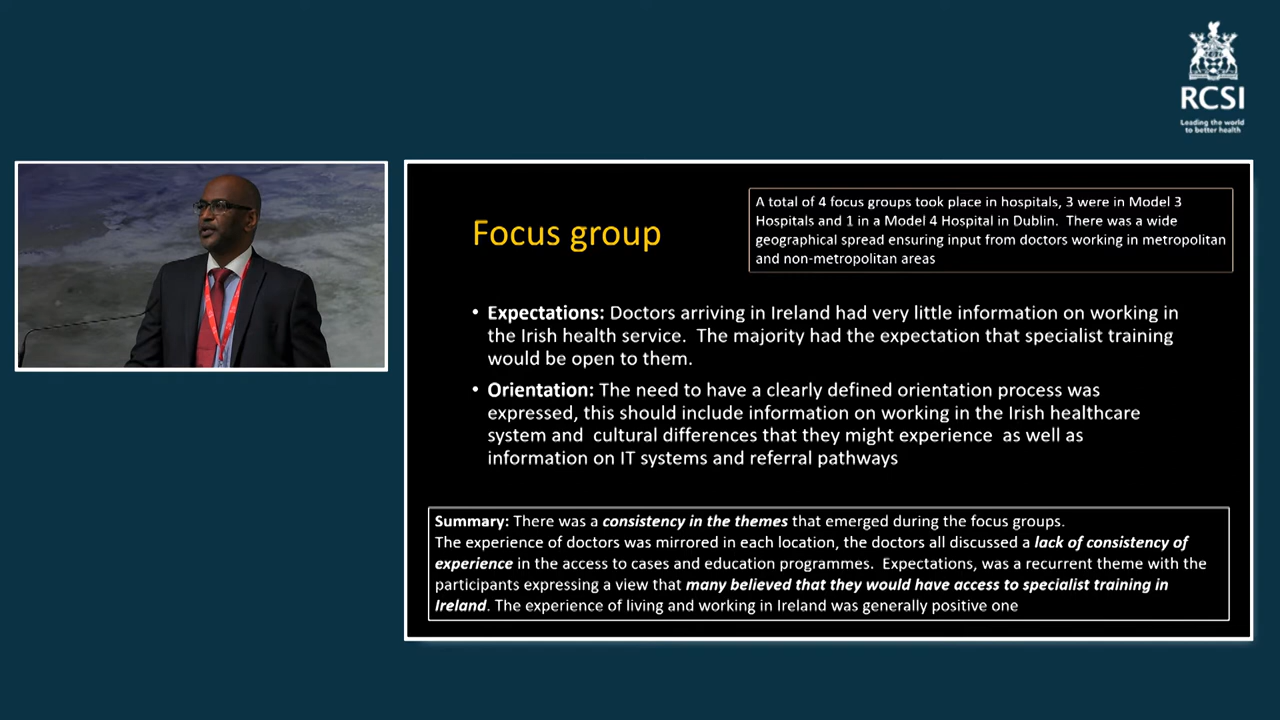 RCSI
Leading the world
to better health
Focus group
A total of 4 focus groups took place in hospitals, 3 were in Model 3
Hospitals and 1 in a Model 4 Hospital in Dublin. There was a wide
geographical spread ensuring input from doctors working in metropolitan
and non-metropolitan areas
• Expectations: Doctors arriving in Ireland had very little information on working in
the Irish health service. The majority had the expectation that specialist training
would be open to them.
• Orientation: The need to have a clearly defined orientation process was
expressed, this should include information on working in the Irish healthcare
system and cultural differences that they might experience as well as
information on IT systems and referral pathways
Summary: There was a consistency in the themes that emerged during the focus groups.
The experience of doctors was mirrored in each location, the doctors all discussed a lack of consistency of
experience in the access to cases and education programmes. Expectations, was a recurrent theme with the
participants expressing a view that many believed that they would have access to specialist training in
Ireland. The experience of living and working in Ireland was generally positive one